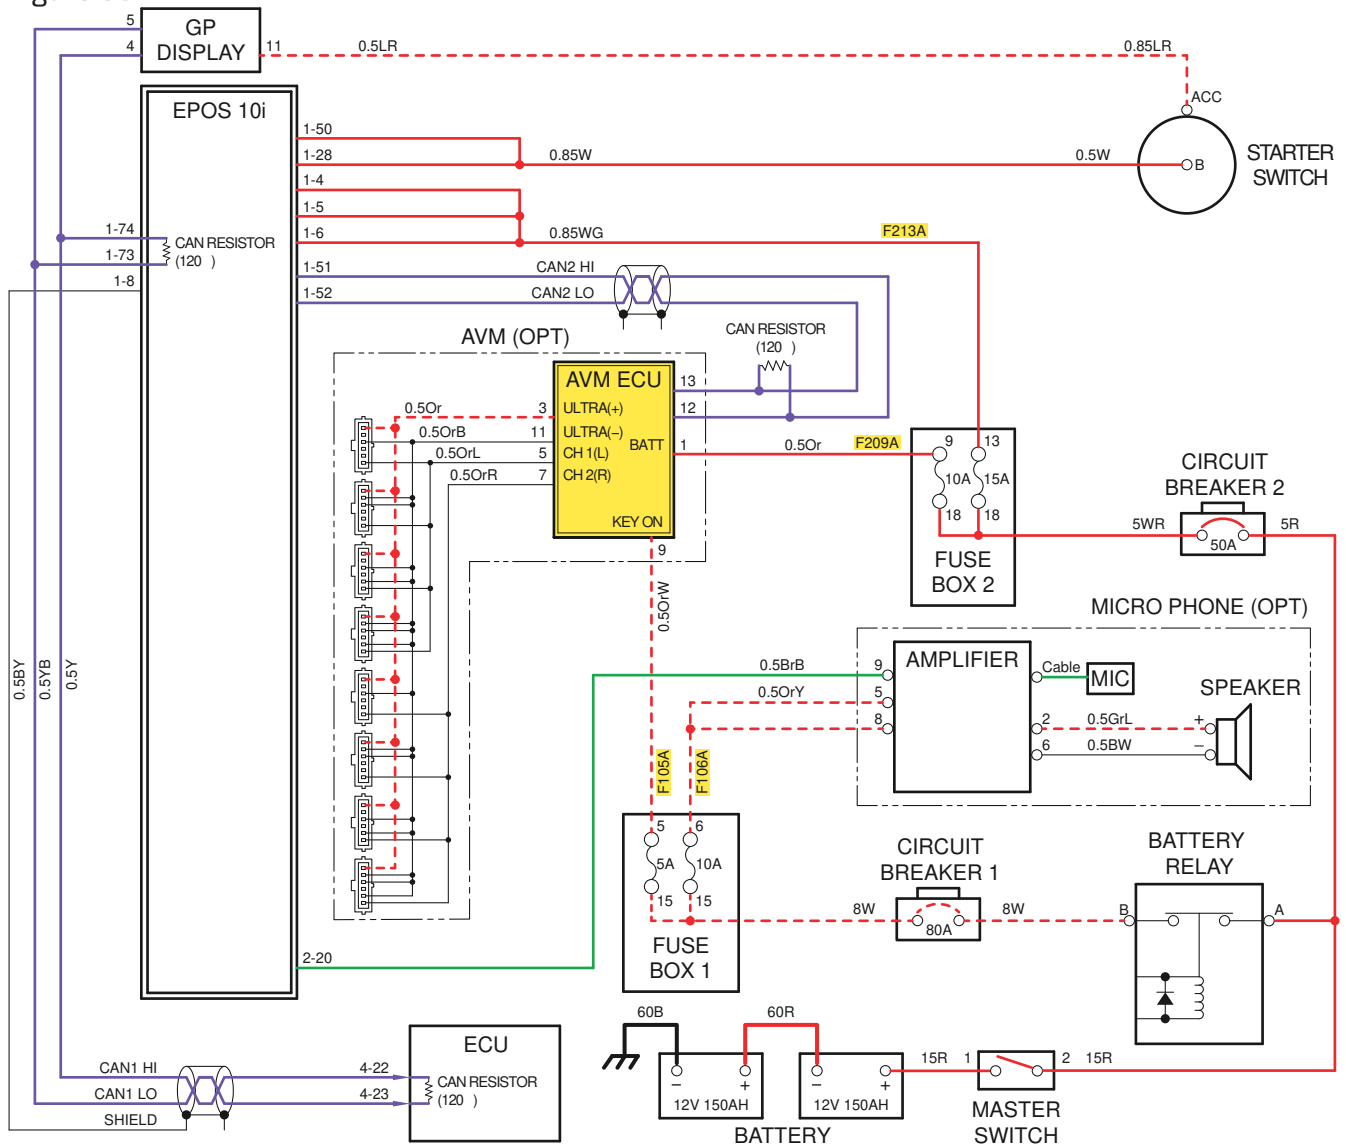 5
4
GP
DISPLAY
11
0.5LR
0.85LR
ACC
B
STARTER
SWITCH
EPOS 10i
1-50
1-28
0.85W
0.5W
1-4
1-5
1-6
0.85WG
F213A
1-74
1-73
1-8
CAN RESISTOR
(120 )
1-51
CAN2 HI
1-52
CAN2 LO
AVM (OPT)
CAN RESISTOR
(120 )
AVM ECU
13
12
3
ULTRA(+)
11
ULTRA(−)
5
CH 1(L)
7
CH 2(R)
BATT
1
KEY ON
9
0.5Or
0.5OrB
0.5OrL
0.5OrR
0.5Or
F209A
9
13
10A
15A
18
18
FUSE
BOX 2
CIRCUIT
BREAKER 2
5WR
50A
5R
0.5OrW
MICRO PHONE (OPT)
AMPLIFIER
0.5BrB
9
0.5OrY
5
8
Cable
MIC
SPEAKER
2
0.5GrL
+
6
0.5BW
−
F105A
F106A
5
6
5A
10A
15
15
FUSE
BOX 1
CIRCUIT
BREAKER 1
8W
80A
8W
BATTERY
RELAY
B
A
2-20
0.5BY
0.5YB
0.5Y
CAN1 HI
CAN1 LO
SHIELD
4-22
4-23
ECU
CAN RESISTOR
(120 )
60B
60R
−
+
12V 150AH
−
+
12V 150AH
BATTERY
15R
1
2
15R
MASTER
SWITCH